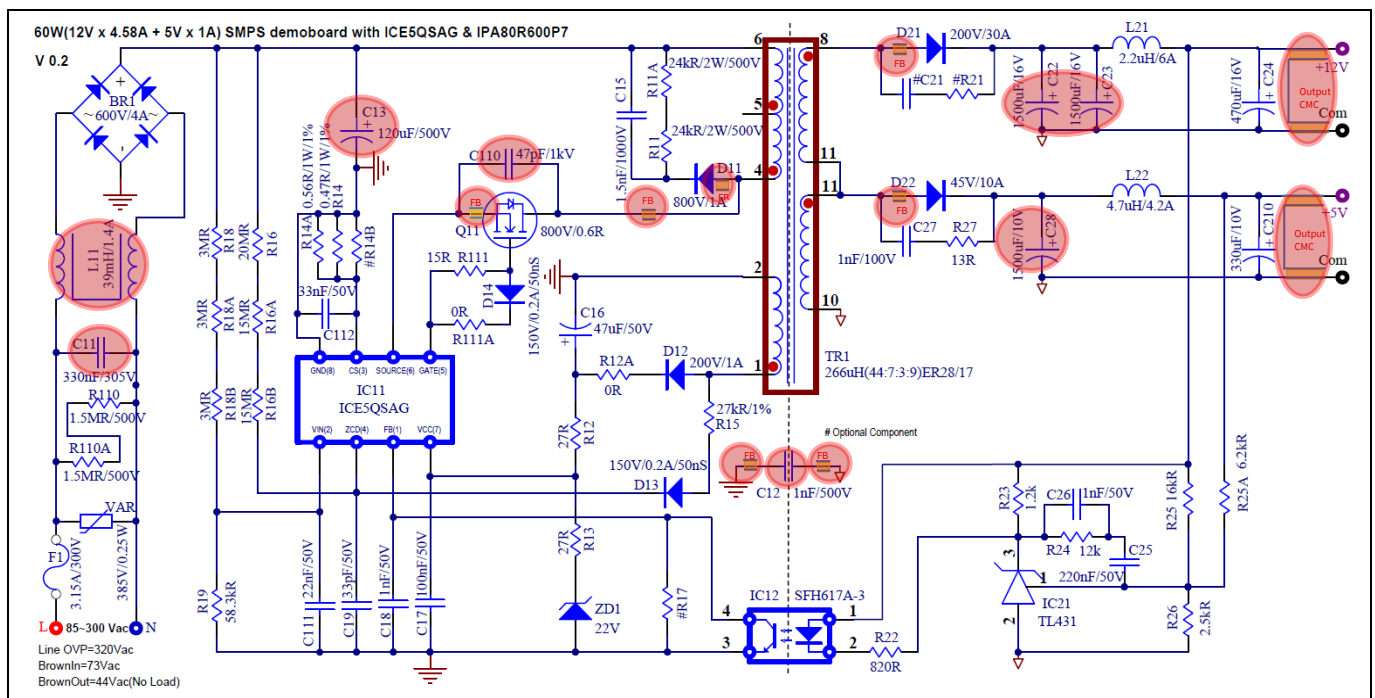 60W(12V x 4.58A + 5V x 1A) SMPS demoboard with ICE5QSAG & IPA80R600P7
V 0.2
BR1
~600V/4A~
+
-
L11
39mH/1.4A
C11
330nF/305V
R110
1.5MR/500V
R110A
1.5MR/500V
VAR
385V/0.25W
F1
3.15A/300V
L
85~300 Vac
N
Line OVP=320Vac
BrownIn=73Vac
BrownOut=44Vac(No Load)
3MR
R18
20MR
R16
3MR
R18A
15MR
R16A
3MR
R18B
15MR
R16B
R19
58.3kR
C13
+
120uF/500V
R14A
0.56R/1W/1%
0.47R/1W/1%
R14
#R14B
33nF/50V
C112
GND(8)
CS(3)
SOURCE(6)
GATE(5)
IC11
ICE5QSAG
VIN(2)
ZCD(4)
FB(1)
VCC(7)
C111
22nF/50V
C19
33pF/50V
C18
1nF/50V
C17
100nF/50V
C110
47pF/1kV
FB
Q11
800V/0.6R
FB
15R
R111
D14
150V/0.2A/50nS
0R
R111A
C15
1.5nF/1000V
24kR/2W/500V
R11A
24kR/2W/500V
R11
D11
FB
800V/1A
C16
47uF/50V
+
R12A
0R
D12
200V/1A
27kR/1%
R15
27R
R12
150V/0.2A/50nS
D13
27R
R13
ZD1
22V
#R17
6
5
4
2
1
8
11
11
10
TR1
266uH(44:7:3:9)ER28/17
# Optional Component
FB
FB
C12
1nF/500V
IC12
SFH617A-3
4
3
1
2
R22
820R
D21
200V/30A
FB
#C21
#R21
1500uF/16V
+
C22
1500uF/16V
+
C23
L21
2.2uH/6A
470uF/16V
+
C24
Output
CMC
+12V
Com
D22
45V/10A
FB
C27
1nF/100V
R27
13R
1500uF/10V
+
C28
L22
4.7uH/4.2A
330uF/10V
+
C210
Output
CMC
+5V
Com
R23
1.2k
C26
1nF/50V
R24
12k
C25
220nF/50V
R25
16kR
R25A
6.2kR
3
1
2
IC21
TL431
R26
2.5kR